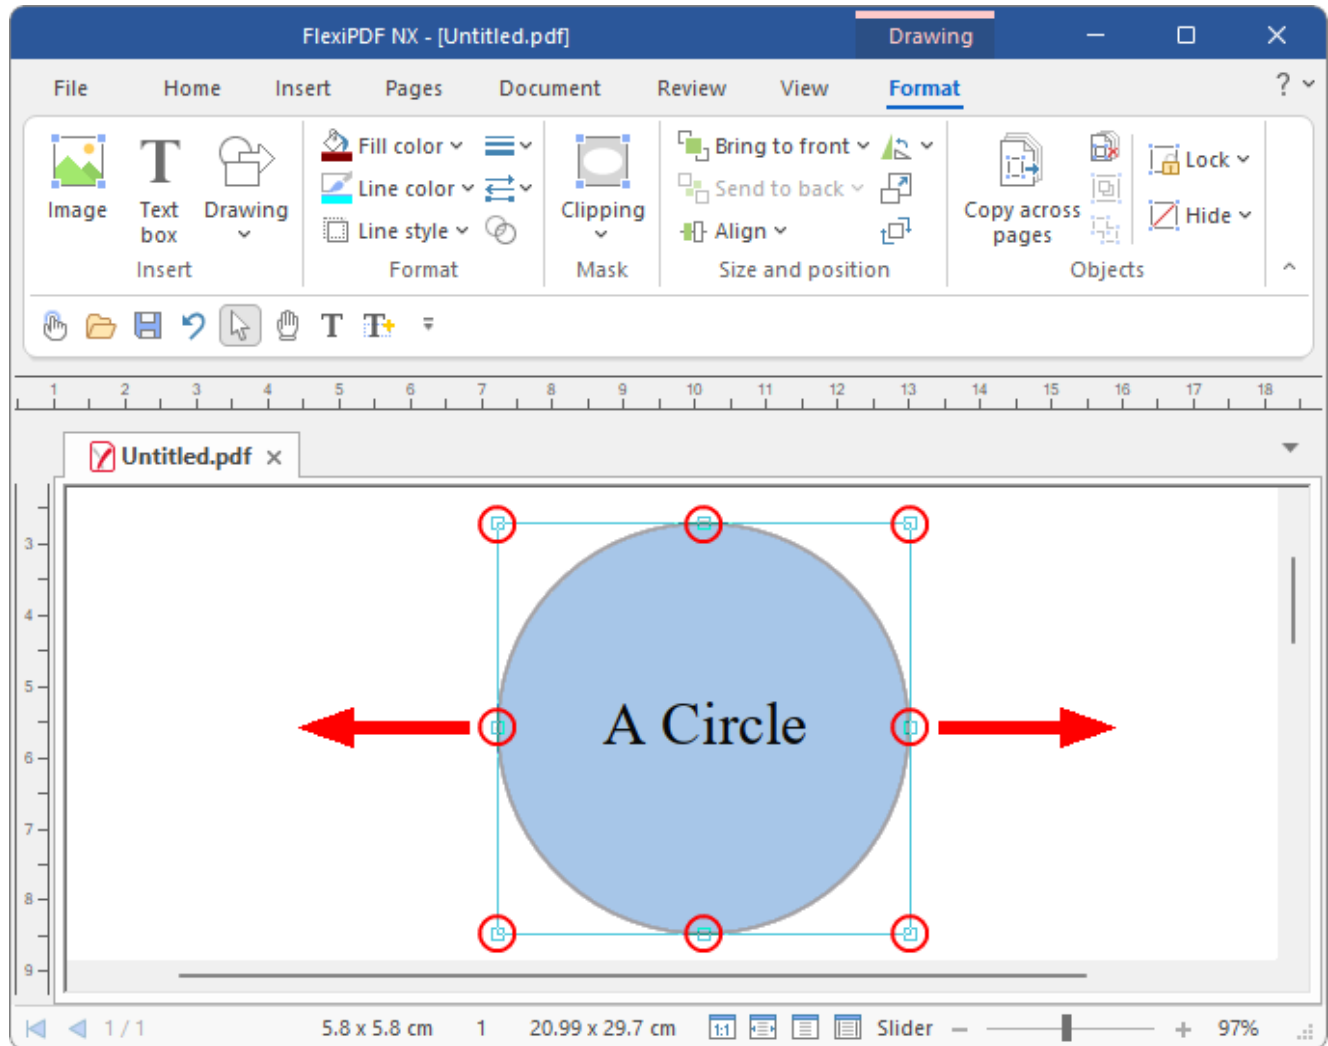 FlexiPDF NX - [Untitled.pdf] Drawing
File Home Insert Pages Document Review View Format ?
Image
Text box
Drawing
Insert
Fill color
Line color
Line style
Format
Clipping
Mask
Bring to front
Send to back
Align
Size and position
Copy across pages
Lock
Hide
Objects
T T
1 2 3 4 5 6 7 8 9 10 11 12 13 14 15 16 17 18
Untitled.pdf
3
4
5
6
7
8
9
A Circle
1 / 1 5.8 x 5.8 cm 1 20.99 x 29.7 cm 1:1 Slider 97%